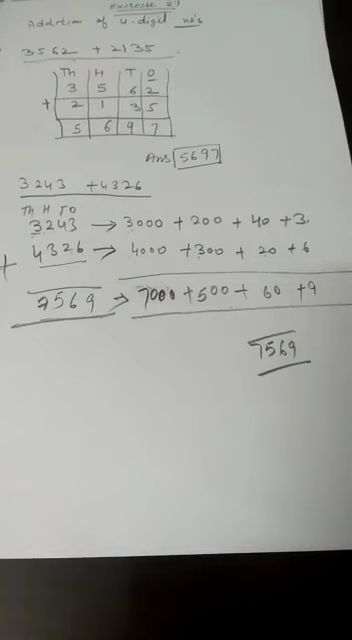 Exercise 2.1
Addition of 4-digit no's
3562 + 2135
Th H T O
3 5 6 2
+ 2 1 3 5
5 6 9 7
Ans 5697
3243 + 4326
Th H T O
3243 → 3000 + 200 + 40 + 3
+ 4326 → 4000 + 300 + 20 + 6
7569 → 7000 + 500 + 60 + 9
7569